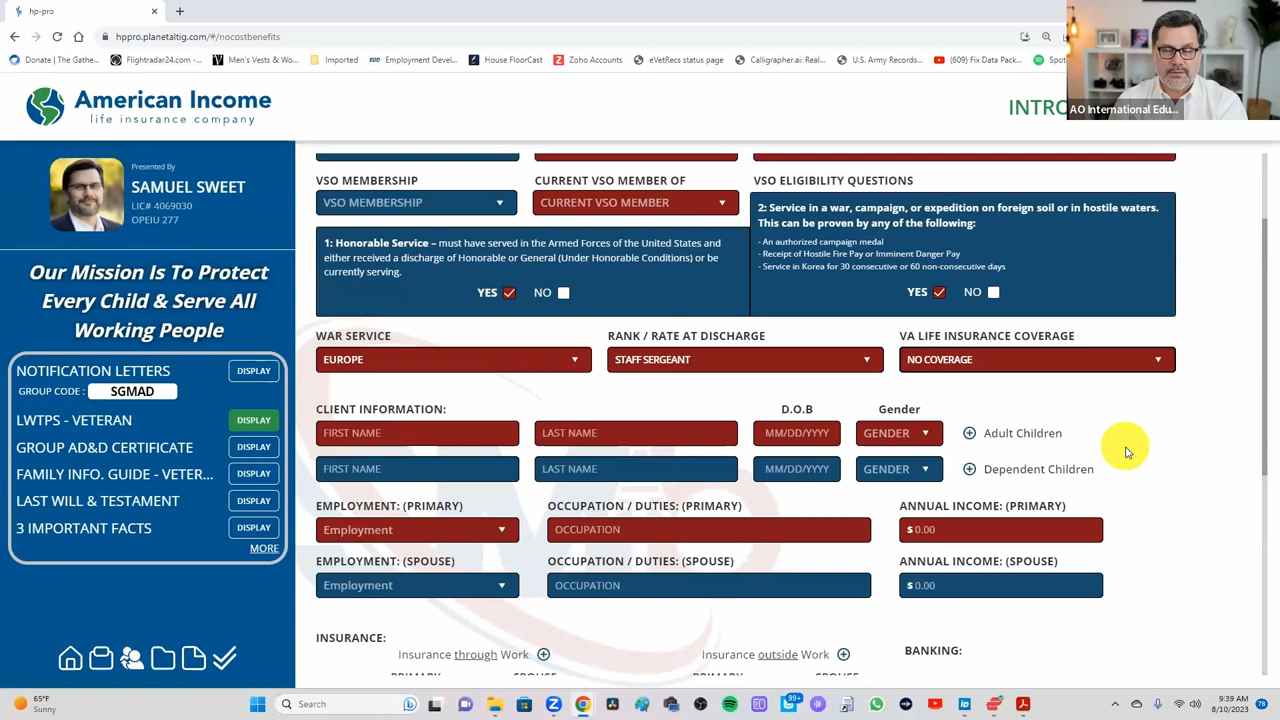 hp-pro
hppro.planetaltig.com/#/nocostbenefits
Donate | The Gathe...
Flightradar24.com -...
Men's Vests & Wo...
Imported
EDD Employment Devel...
House FloorCast
Zoho Accounts
eVetRecs status page
Calligrapher.ai: Real...
U.S. Army Records...
(609) Fix Data Pack...
Spot
American Income
life insurance company
INTRO
AO International Edu...
Presented By
SAMUEL SWEET
LIC# 4069030
OPEIU 277
Our Mission Is To Protect
Every Child & Serve All
Working People
NOTIFICATION LETTERS DISPLAY
GROUP CODE : SGMAD
LWTPS - VETERAN DISPLAY
GROUP AD&D CERTIFICATE DISPLAY
FAMILY INFO. GUIDE - VETER... DISPLAY
LAST WILL & TESTAMENT DISPLAY
3 IMPORTANT FACTS DISPLAY
MORE
VSO MEMBERSHIP CURRENT VSO MEMBER OF VSO ELIGIBILITY QUESTIONS
VSO MEMBERSHIP CURRENT VSO MEMBER
1: Honorable Service – must have served in the Armed Forces of the United States and
either received a discharge of Honorable or General (Under Honorable Conditions) or be
currently serving.
YES NO
2: Service in a war, campaign, or expedition on foreign soil or in hostile waters.
This can be proven by any of the following:
- An authorized campaign medal
- Receipt of Hostile Fire Pay or Imminent Danger Pay
- Service in Korea for 30 consecutive or 60 non-consecutive days
YES NO
WAR SERVICE RANK / RATE AT DISCHARGE VA LIFE INSURANCE COVERAGE
EUROPE STAFF SERGEANT NO COVERAGE
CLIENT INFORMATION: D.O.B Gender
FIRST NAME LAST NAME MM/DD/YYYY GENDER Adult Children
FIRST NAME LAST NAME MM/DD/YYYY GENDER Dependent Children
EMPLOYMENT: (PRIMARY) OCCUPATION / DUTIES: (PRIMARY) ANNUAL INCOME: (PRIMARY)
Employment OCCUPATION $ 0.00
EMPLOYMENT: (SPOUSE) OCCUPATION / DUTIES: (SPOUSE) ANNUAL INCOME: (SPOUSE)
Employment OCCUPATION $ 0.00
INSURANCE:
Insurance through Work Insurance outside Work BANKING:
PRIMARY SPOUSE PRIMARY SPOUSE
65°F
Sunny
Search
99+
9:39 AM
8/10/2023
78